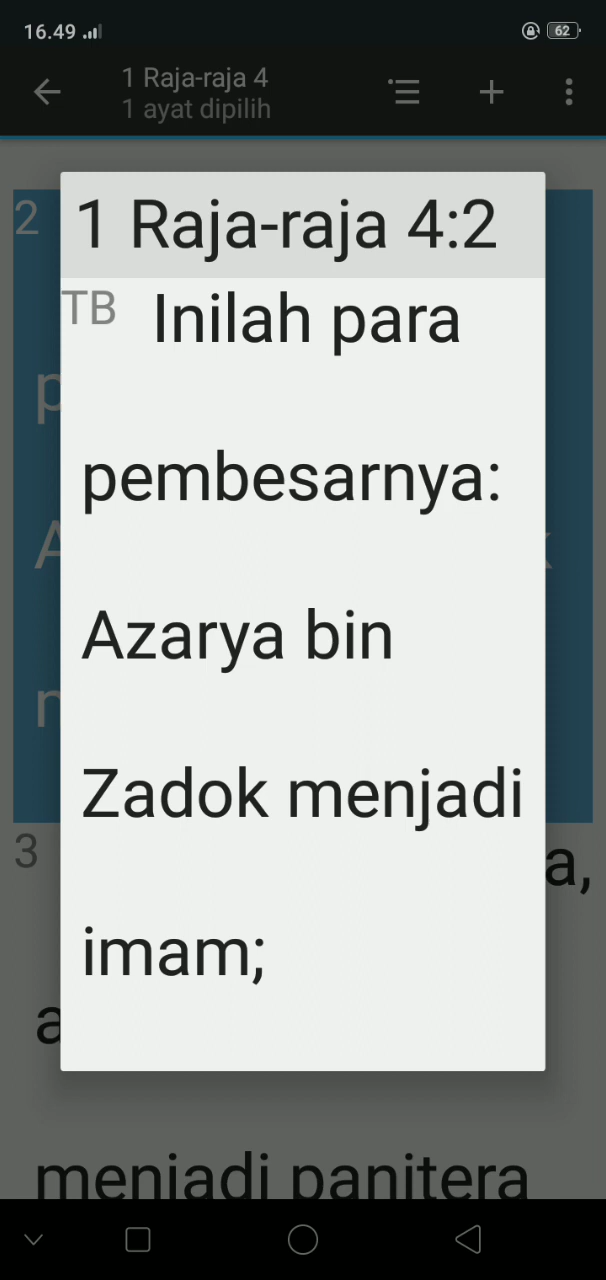 16.49
62
1 Raja-raja 4
1 ayat dipilih
2
1 Raja-raja 4:2
TB Inilah para
pembesarnya:
Azarya bin
Zadok menjadi
imam;
3
a,
a
menjadi panitera